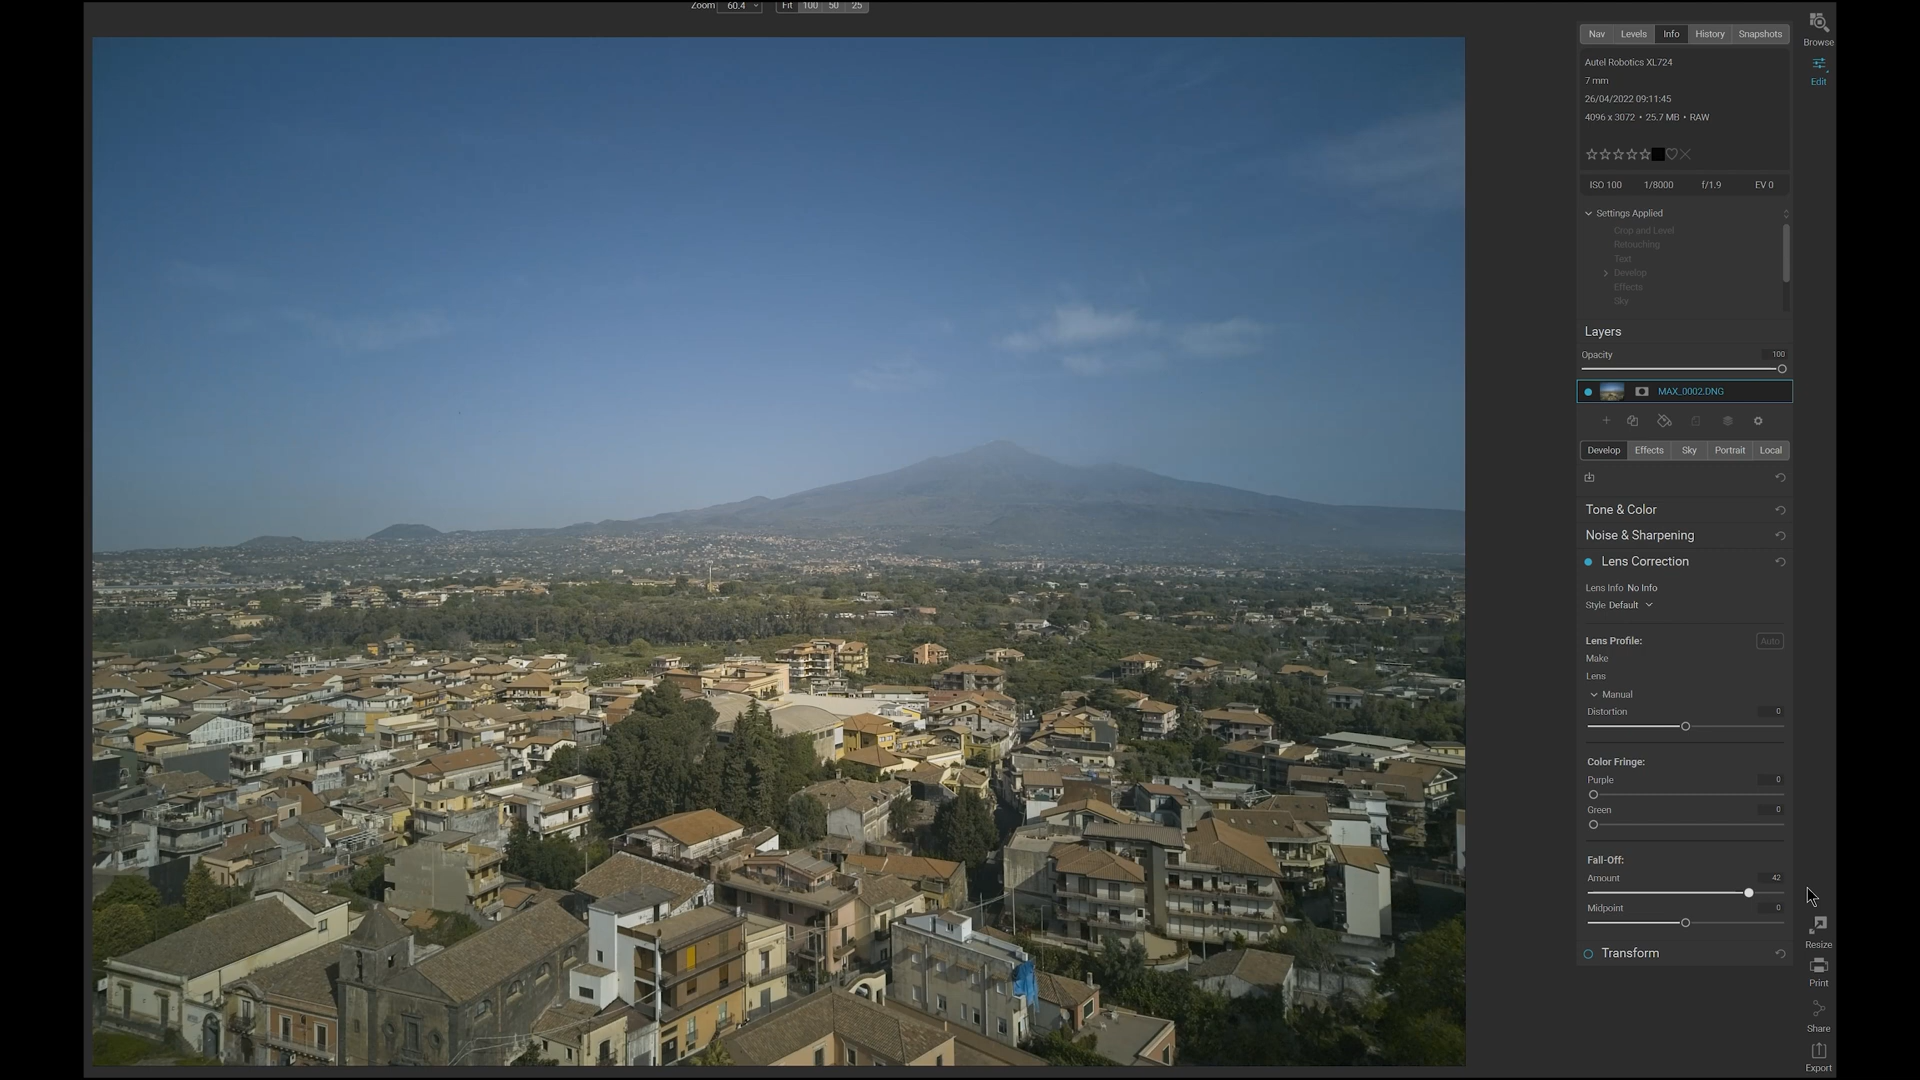 Zoom 60.4 Fit 100 50 25
Nav Levels Info History Snapshots
Browse
Autel Robotics XL724
7 mm
Edit
26/04/2022 09:11:45
4096 x 3072 • 25.7 MB • RAW
ISO 100 1/8000 f/1.9 EV 0
Settings Applied
Crop and Level
Retouching
Text
Develop
Effects
Sky
Layers
Opacity 100
MAX_0002.DNG
Develop Effects Sky Portrait Local
Tone & Color
Noise & Sharpening
Lens Correction
Lens Info No Info
Style Default
Lens Profile: Auto
Make
Lens
Manual
Distortion 0
Color Fringe:
Purple 0
Green 0
Fall-Off:
Amount 42
Midpoint 0
Resize
Transform
Print
Share
Export